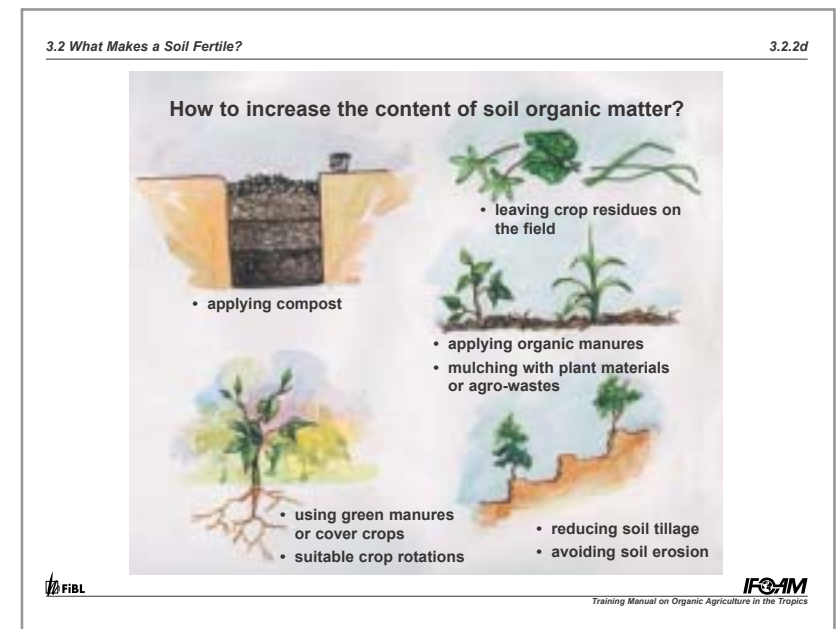 3.2 What Makes a Soil Fertile?
3.2.2d
How to increase the content of soil organic matter?
• leaving crop residues on
the field
• applying compost
• applying organic manures
• mulching with plant materials
or agro-wastes
• using green manures
or cover crops
• suitable crop rotations
• reducing soil tillage
• avoiding soil erosion
FiBL
IFOAM
Training Manual on Organic Agriculture in the Tropics